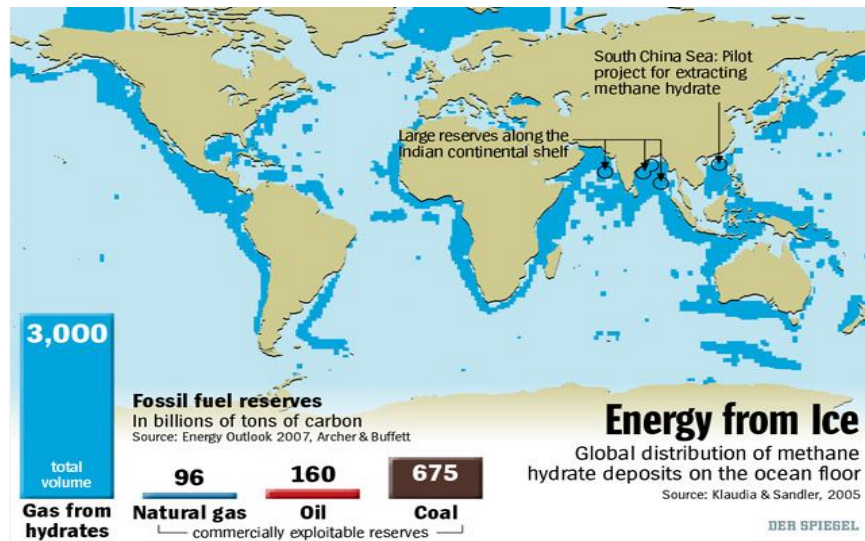 South China Sea: Pilot
project for extracting
methane hydrate
Large reserves along the
Indian continental shelf
3,000
total
volume
Gas from
hydrates
Fossil fuel reserves
In billions of tons of carbon
Source: Energy Outlook 2007, Archer & Buffett
96
Natural gas
160
Oil
675
Coal
commercially exploitable reserves
Energy from Ice
Global distribution of methane
hydrate deposits on the ocean floor
Source: Klaudia & Sandler, 2005
DER SPIEGEL